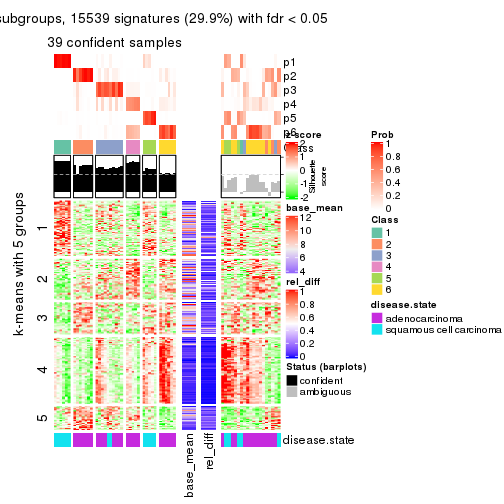 subgroups, 15539 signatures (29.9%) with fdr < 0.05
39 confident samples
p1
p2
p3
p4
p5
p6
Class
Silhouette
score
k-means with 5 groups
1
2
3
4
5
base_mean
rel_diff
disease.state
z-score
2
1
0
-1
-2
base_mean
12
10
8
6
4
rel_diff
1
0.8
0.6
0.4
0.2
0
Status (barplots)
confident
ambiguous
Prob
1
0.8
0.6
0.4
0.2
0
Class
1
2
3
4
5
6
disease.state
adenocarcinoma
squamous cell carcinoma